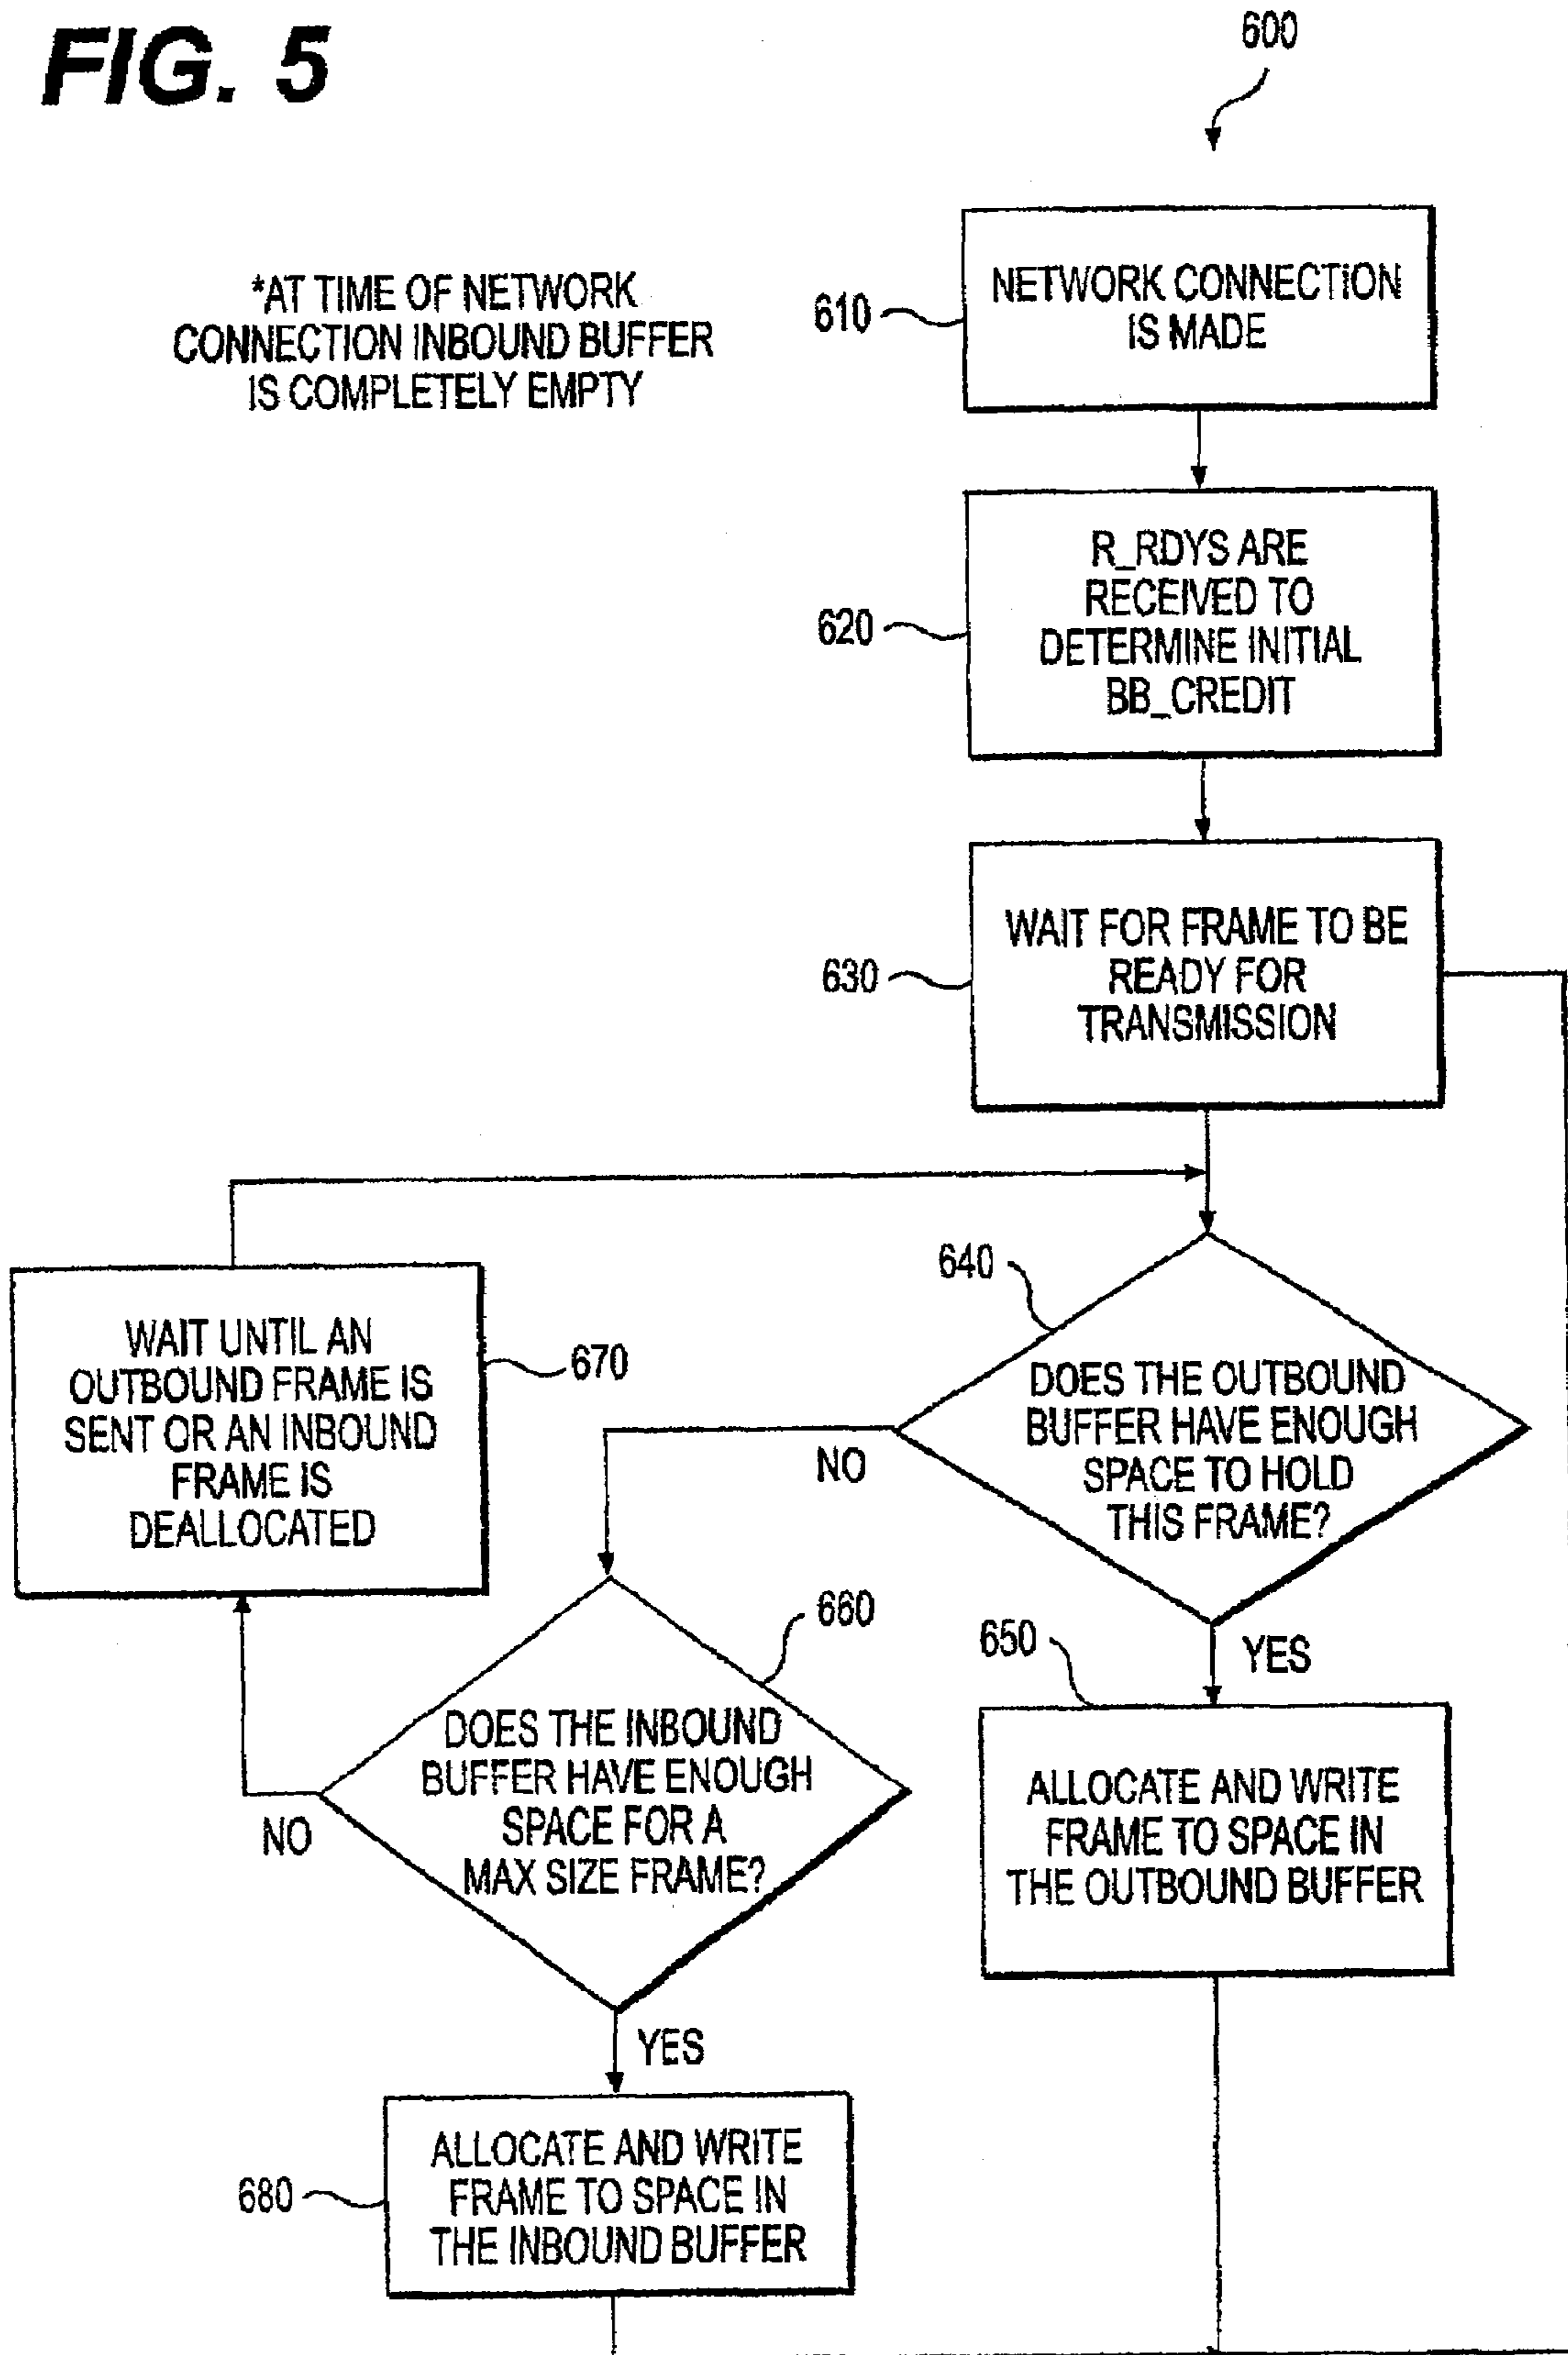 FIG. 5
600
*AT TIME OF NETWORK
CONNECTION INBOUND BUFFER
IS COMPLETELY EMPTY
610
NETWORK CONNECTION
IS MADE
620
R_RDYS ARE
RECEIVED TO
DETERMINE INITIAL
BB_CREDIT
630
WAIT FOR FRAME TO BE
READY FOR
TRANSMISSION
640
DOES THE OUTBOUND
BUFFER HAVE ENOUGH
SPACE TO HOLD
THIS FRAME?
NO
YES
WAIT UNTIL AN
OUTBOUND FRAME IS
SENT OR AN INBOUND
FRAME IS
DEALLOCATED
670
660
DOES THE INBOUND
BUFFER HAVE ENOUGH
SPACE FOR A
MAX SIZE FRAME?
NO
YES
650
ALLOCATE AND WRITE
FRAME TO SPACE IN
THE OUTBOUND BUFFER
680
ALLOCATE AND WRITE
FRAME TO SPACE IN
THE INBOUND BUFFER